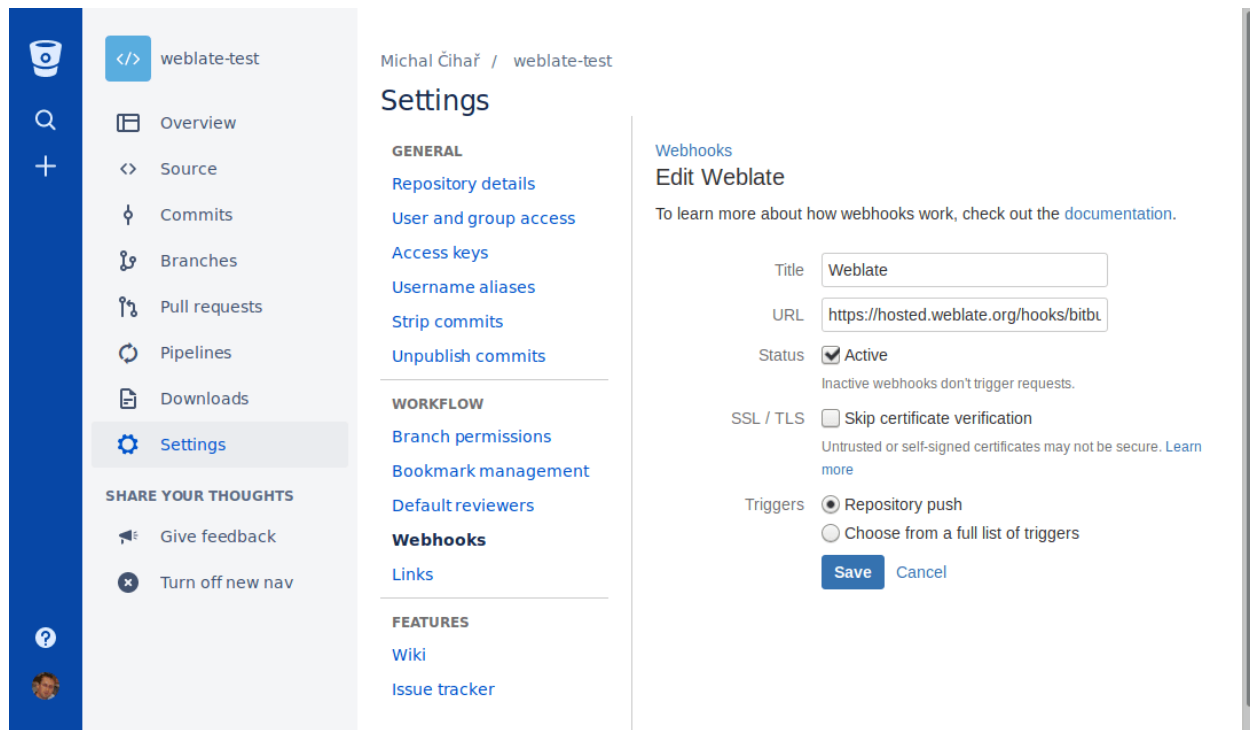 </> weblate-test
Overview
Source
Commits
Branches
Pull requests
Pipelines
Downloads
Settings
SHARE YOUR THOUGHTS
Give feedback
Turn off new nav
Michal Čihař / weblate-test
Settings
GENERAL
Repository details
User and group access
Access keys
Username aliases
Strip commits
Unpublish commits
WORKFLOW
Branch permissions
Bookmark management
Default reviewers
Webhooks
Links
FEATURES
Wiki
Issue tracker
Webhooks
Edit Weblate
To learn more about how webhooks work, check out the documentation.
Title Weblate
URL https://hosted.weblate.org/hooks/bitbu
Status Active
Inactive webhooks don't trigger requests.
SSL / TLS Skip certificate verification
Untrusted or self-signed certificates may not be secure. Learn
more
Triggers Repository push
Choose from a full list of triggers
Save Cancel